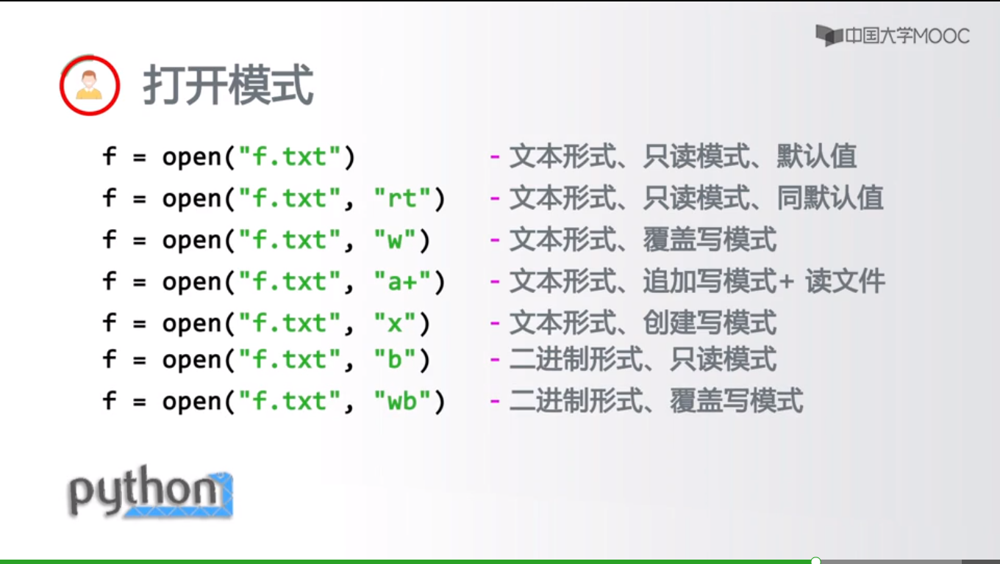 中国大学MOOC
打开模式
f = open("f.txt") - 文本形式、只读模式、默认值
f = open("f.txt", "rt") - 文本形式、只读模式、同默认值
f = open("f.txt", "w") - 文本形式、覆盖写模式
f = open("f.txt", "a+") - 文本形式、追加写模式+ 读文件
f = open("f.txt", "x") - 文本形式、创建写模式
f = open("f.txt", "b") - 二进制形式、只读模式
f = open("f.txt", "wb") - 二进制形式、覆盖写模式
python